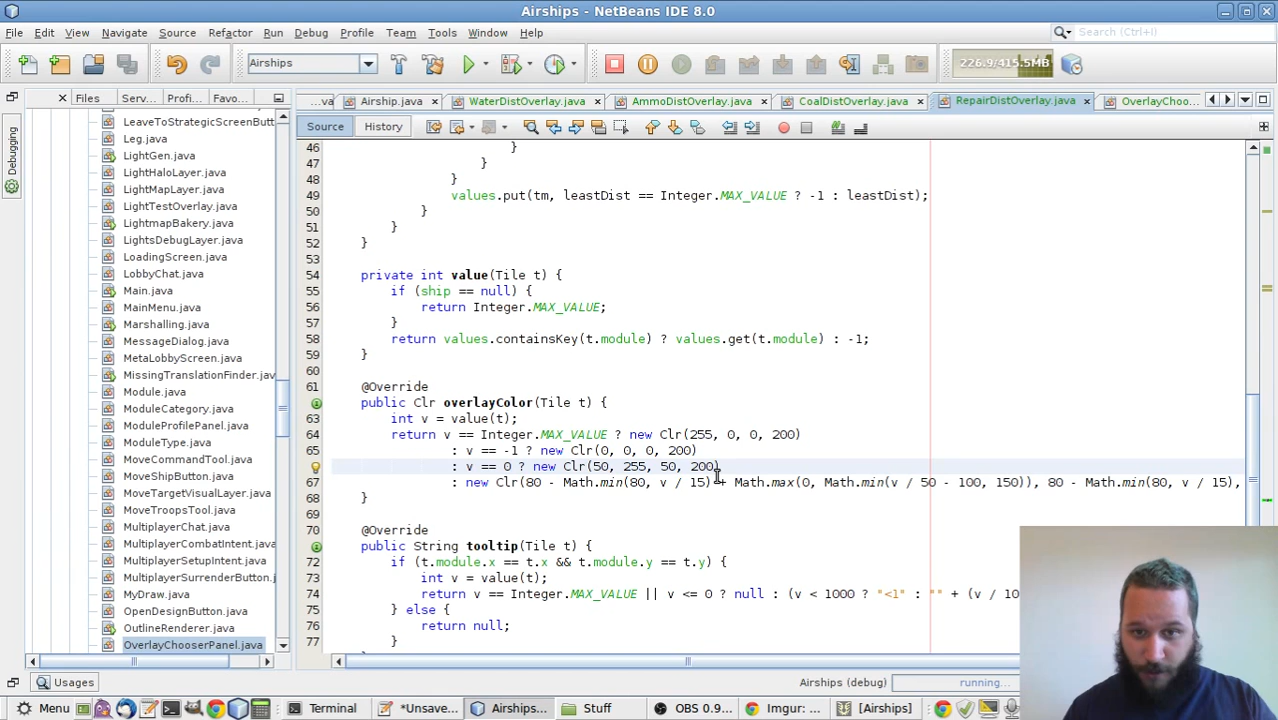 Airships - NetBeans IDE 8.0
File Edit View Navigate Source Refactor Run Debug Profile Team Tools Window Help
Search (Ctrl+I)
Airships
226.9/415.5MB
Files Serv... Profi... Favo...
...va Airship.java WaterDistOverlay.java AmmoDistOverlay.java CoalDistOverlay.java RepairDistOverlay.java OverlayChoo...
Source History
Debugging
LeaveToStrategicScreenButt
Leg.java
LightGen.java
LightHaloLayer.java
LightMapLayer.java
LightTestOverlay.java
LightmapBakery.java
LightsDebugLayer.java
LoadingScreen.java
LobbyChat.java
Main.java
MainMenu.java
Marshalling.java
MessageDialog.java
MetaLobbyScreen.java
MissingTranslationFinder.jav
Module.java
ModuleCategory.java
ModuleProfilePanel.java
ModuleType.java
MoveCommandTool.java
MoveShipButton.java
MoveTargetVisualLayer.java
MoveTroopsTool.java
MultiplayerChat.java
MultiplayerCombatIntent.java
MultiplayerSetupIntent.java
MultiplayerSurrenderButton.j
MyDraw.java
OpenDesignButton.java
OutlineRenderer.java
OverlayChooserPanel.java
46 }
47 }
48 }
49 values.put(tm, leastDist == Integer.MAX_VALUE ? -1 : leastDist);
50 }
51 }
52 }
53
54 private int value(Tile t) {
55 if (ship == null) {
56 return Integer.MAX_VALUE;
57 }
58 return values.containsKey(t.module) ? values.get(t.module) : -1;
59 }
60
61 @Override
public Clr overlayColor(Tile t) {
63 int v = value(t);
64 return v == Integer.MAX_VALUE ? new Clr(255, 0, 0, 200)
65 : v == -1 ? new Clr(0, 0, 0, 200)
: v == 0 ? new Clr(50, 255, 50, 200)
67 : new Clr(80 - Math.min(80, v / 15) + Math.max(0, Math.min(v / 50 - 100, 150)), 80 - Math.min(80, v / 15),
68 }
69
70 @Override
public String tooltip(Tile t) {
72 if (t.module.x == t.x && t.module.y == t.y) {
73 int v = value(t);
74 return v == Integer.MAX_VALUE || v <= 0 ? null : (v < 1000 ? "<1" : "" + (v / 10
75 } else {
76 return null;
77 }
Usages
Airships (debug) running...
Menu Terminal *Unsave... Airships... Stuff OBS 0.9... Imgur: ... [Airships]